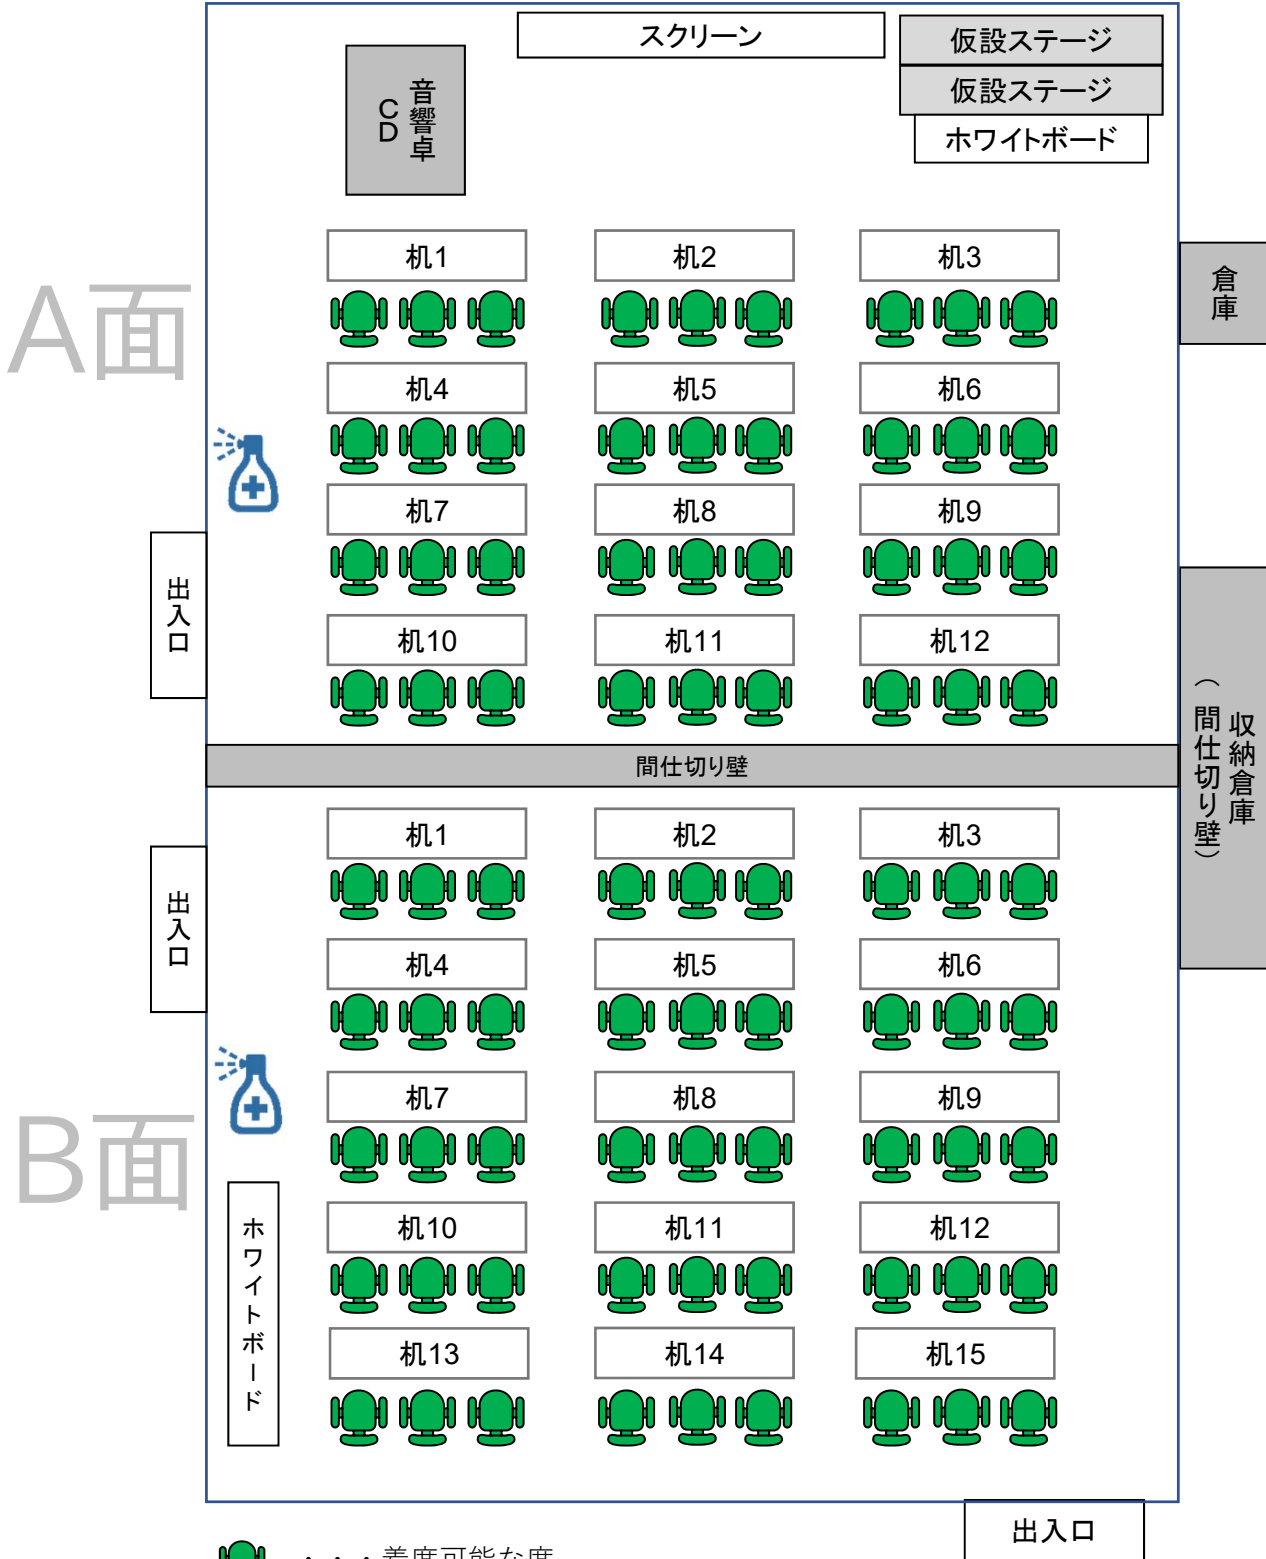 スクリーン
仮設ステージ
仮設ステージ
ホワイトボード
音響卓
CD
机1
机2
机3
倉庫
A面
机4
机5
机6
机7
机8
机9
出入口
机10
机11
机12
収納倉庫
（間仕切り壁）
間仕切り壁
机1
机2
机3
出入口
机4
机5
机6
机7
机8
机9
B面
ホワイトボード
机10
机11
机12
机13
机14
机15
出入口
・・・着席可能な席